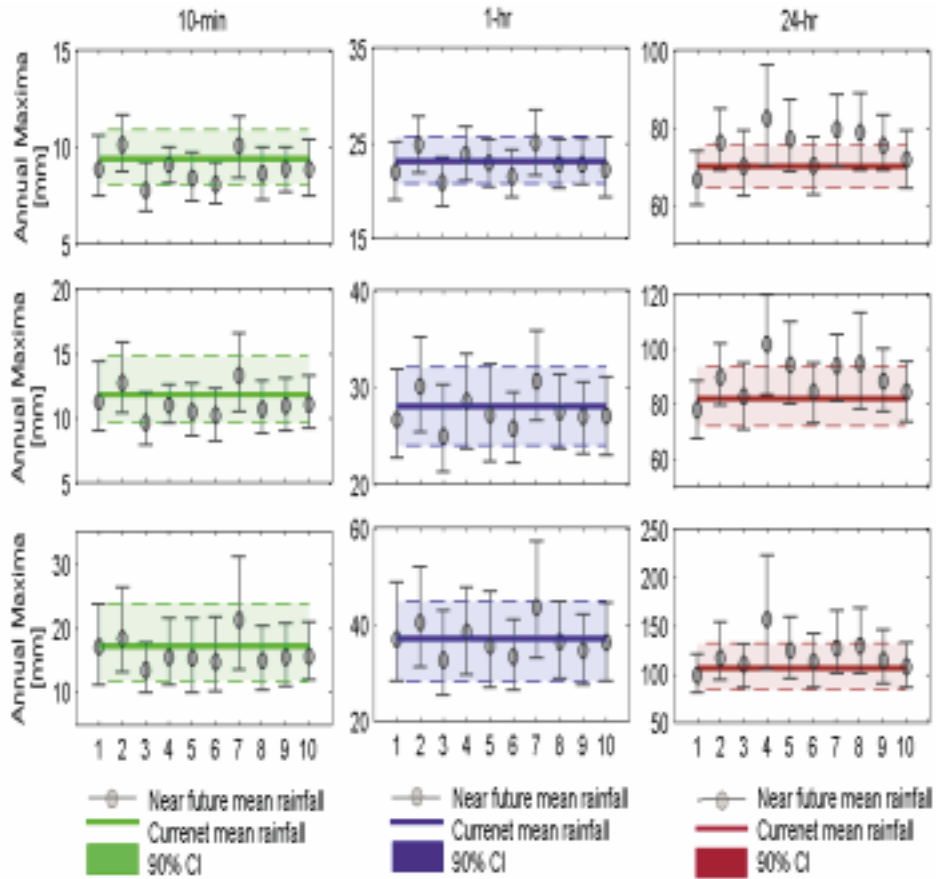 10-min 1-hr 24-hr
Annual Maxima
[mm]
15
10
5
35
25
15
100
80
60
Annual Maxima
[mm]
20
15
10
5
40
30
20
120
100
80
60
Annual Maxima
[mm]
30
20
10
60
40
20
250
200
150
100
50
1 2 3 4 5 6 7 8 9 10
1 2 3 4 5 6 7 8 9 10
1 2 3 4 5 6 7 8 9 10
Near future mean rainfall
Currenet mean rainfall
90% CI
Near future mean rainfall
Currenet mean rainfall
90% CI
Near future mean rainfall
Currenet mean rainfall
90% CI